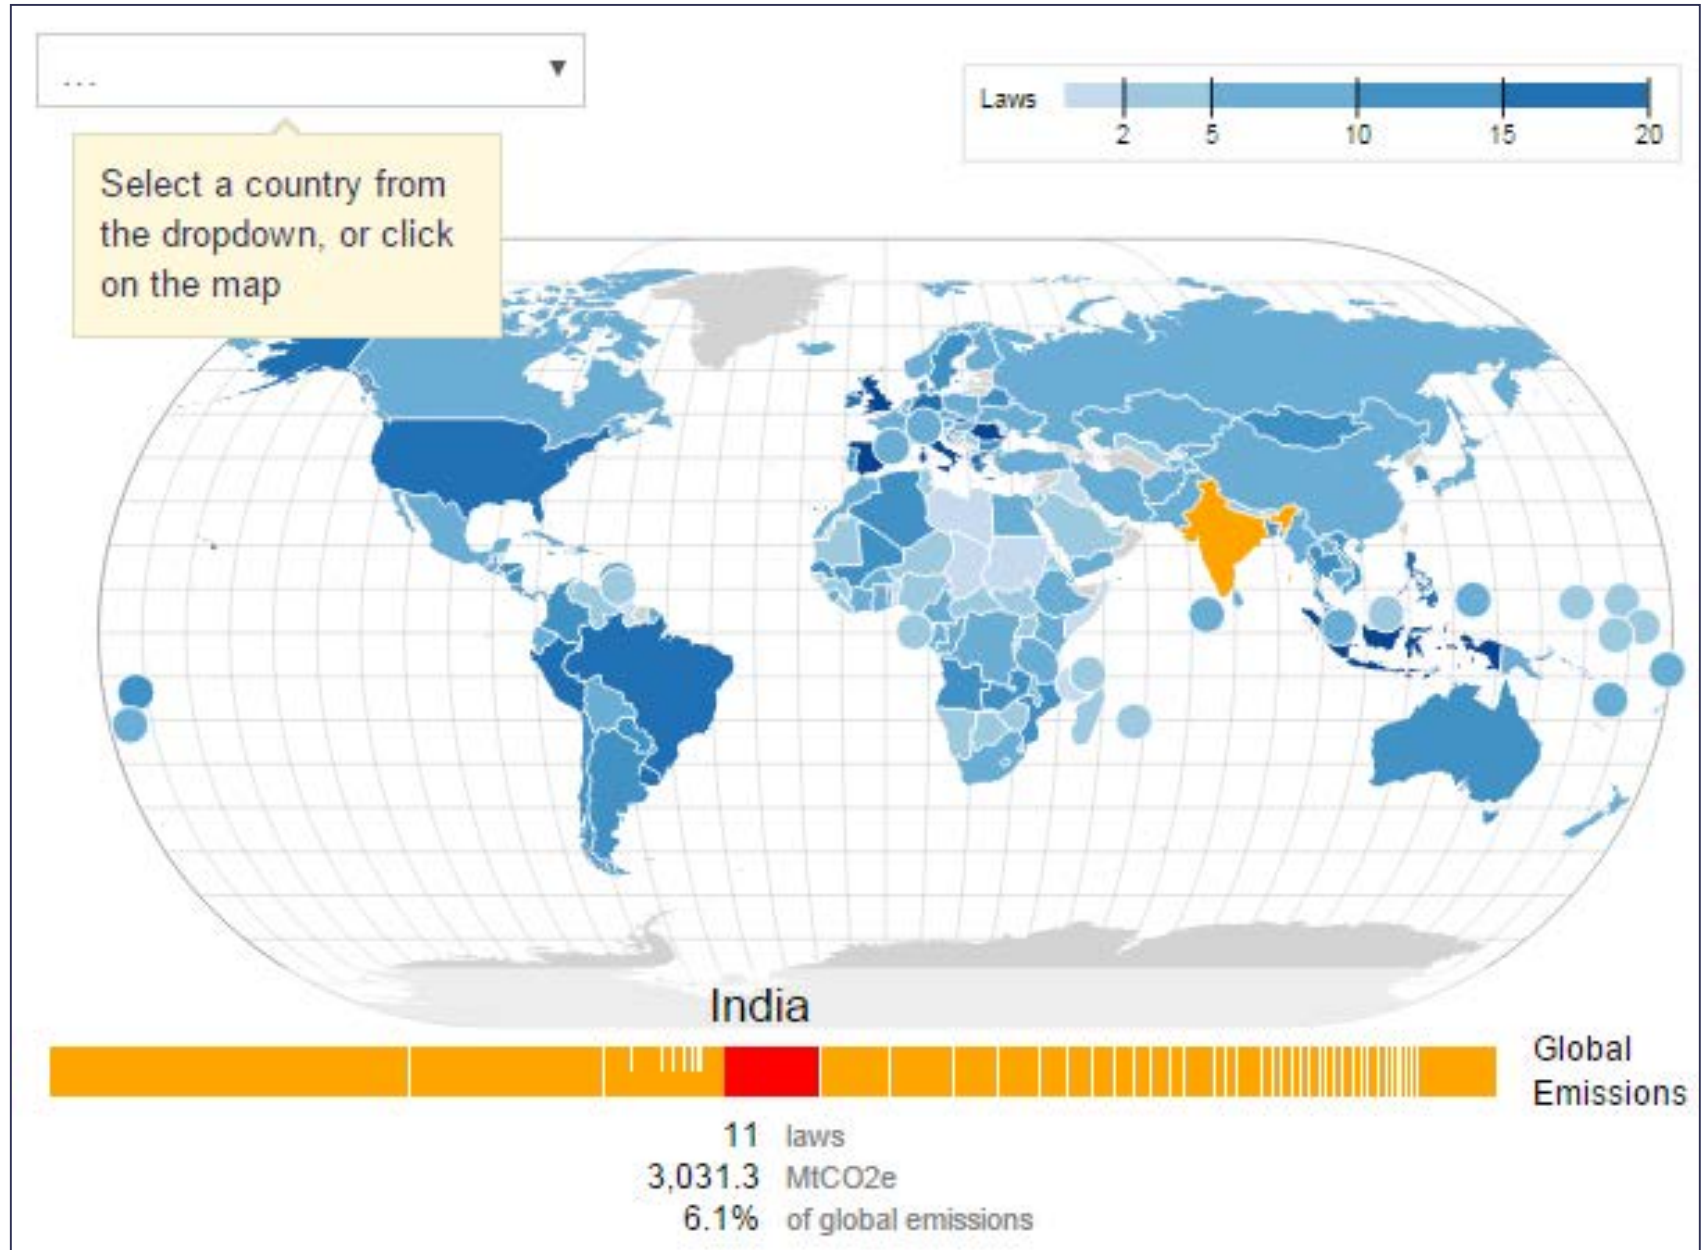 ...
Select a country from
the dropdown, or click
on the map
Laws
2 5 10 15 20
India
Global
Emissions
11 laws
3,031.3 MtCO2e
6.1% of global emissions